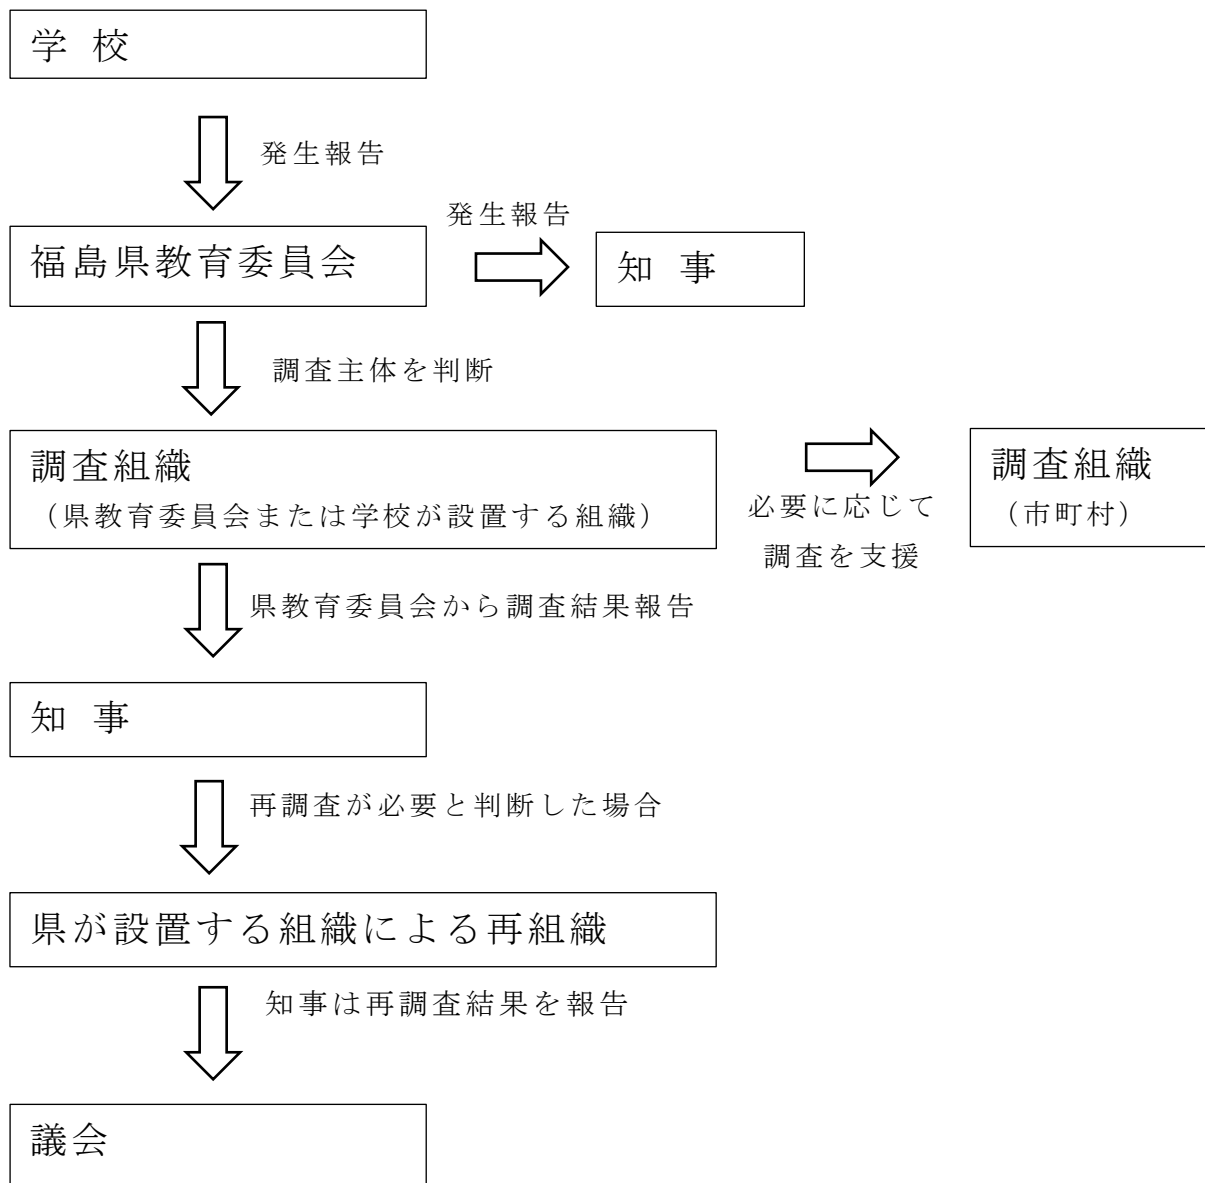 学 校
発生報告
発生報告
福島県教育委員会
知 事
調査主体を判断
調査組織
（県教育委員会または学校が設置する組織）
必要に応じて
調査を支援
調査組織
（市町村）
県教育委員会から調査結果報告
知 事
再調査が必要と判断した場合
県が設置する組織による再組織
知事は再調査結果を報告
議会